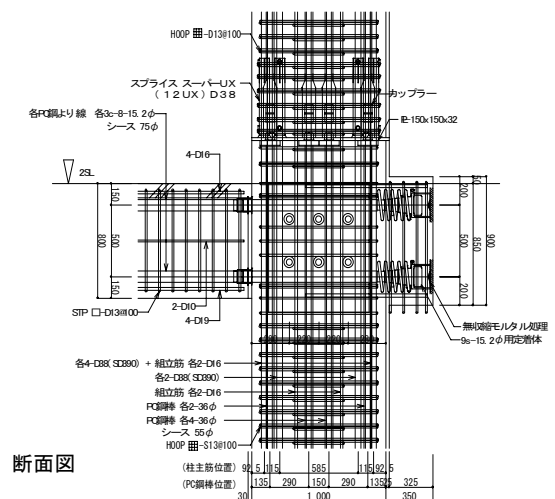 HOOP ▦-D13@100
スプライス スーパーUX
(12UX)D38
カップラー
各PC鋼より線 各3c-8-15.2φ
シース 75φ
PL-150x150x32
4-D16
2SL
150
500
150
800
50
200
500
200
850
900
2-D10
STP □-D13@100
4-D19
無収縮モルタル処理
9s-15.2φ用定着体
各4-D38(SD390) + 組立筋 各2-D16
各2-D38(SD390)
組立筋 各2-D16
PC鋼棒 各2-36φ
PC鋼棒 各4-36φ
シース 55φ
HOOP ▦-S13@100
断面図
(柱主筋位置) 92.5 115 585 115 92.5
(PC鋼棒位置) 135 290 150 290 135 25 325
30 1,000 350